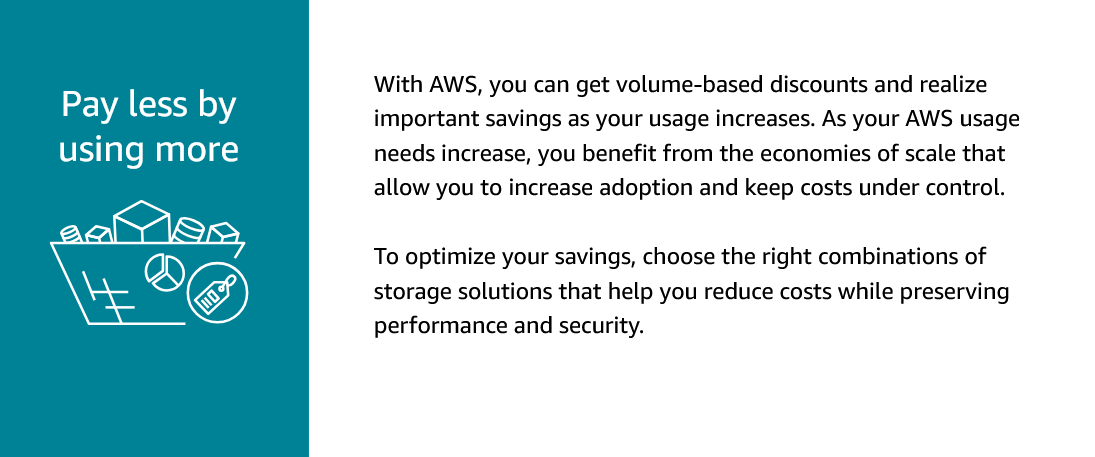 Pay less by
using more
With AWS, you can get volume-based discounts and realize
important savings as your usage increases. As your AWS usage
needs increase, you benefit from the economies of scale that
allow you to increase adoption and keep costs under control.
To optimize your savings, choose the right combinations of
storage solutions that help you reduce costs while preserving
performance and security.